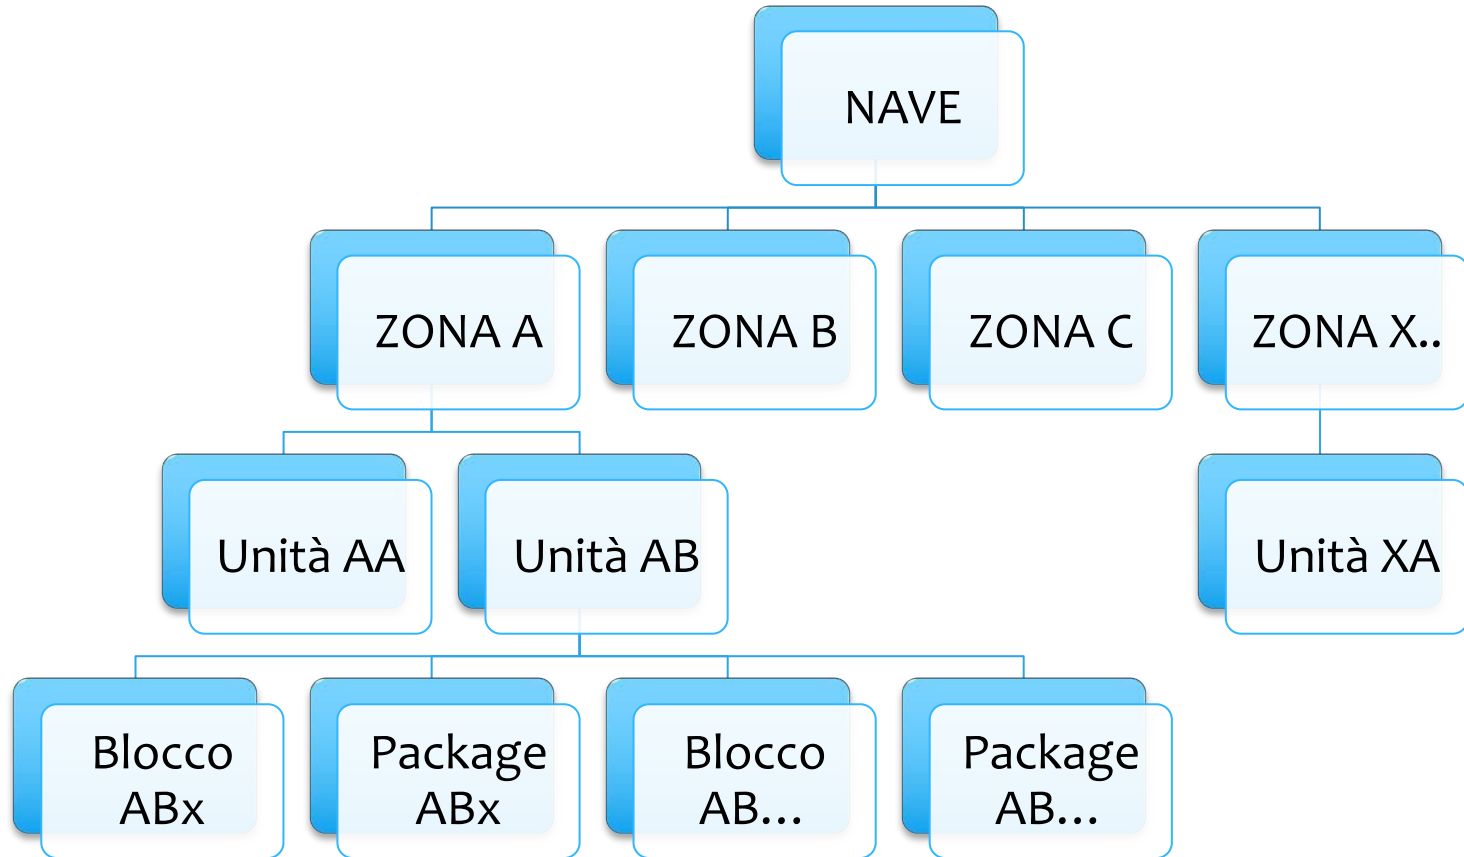 NAVE
ZONA A
ZONA B
ZONA C
ZONA X..
Unità AA
Unità AB
Unità XA
Blocco
ABx
Package
ABx
Blocco
AB...
Package
AB...